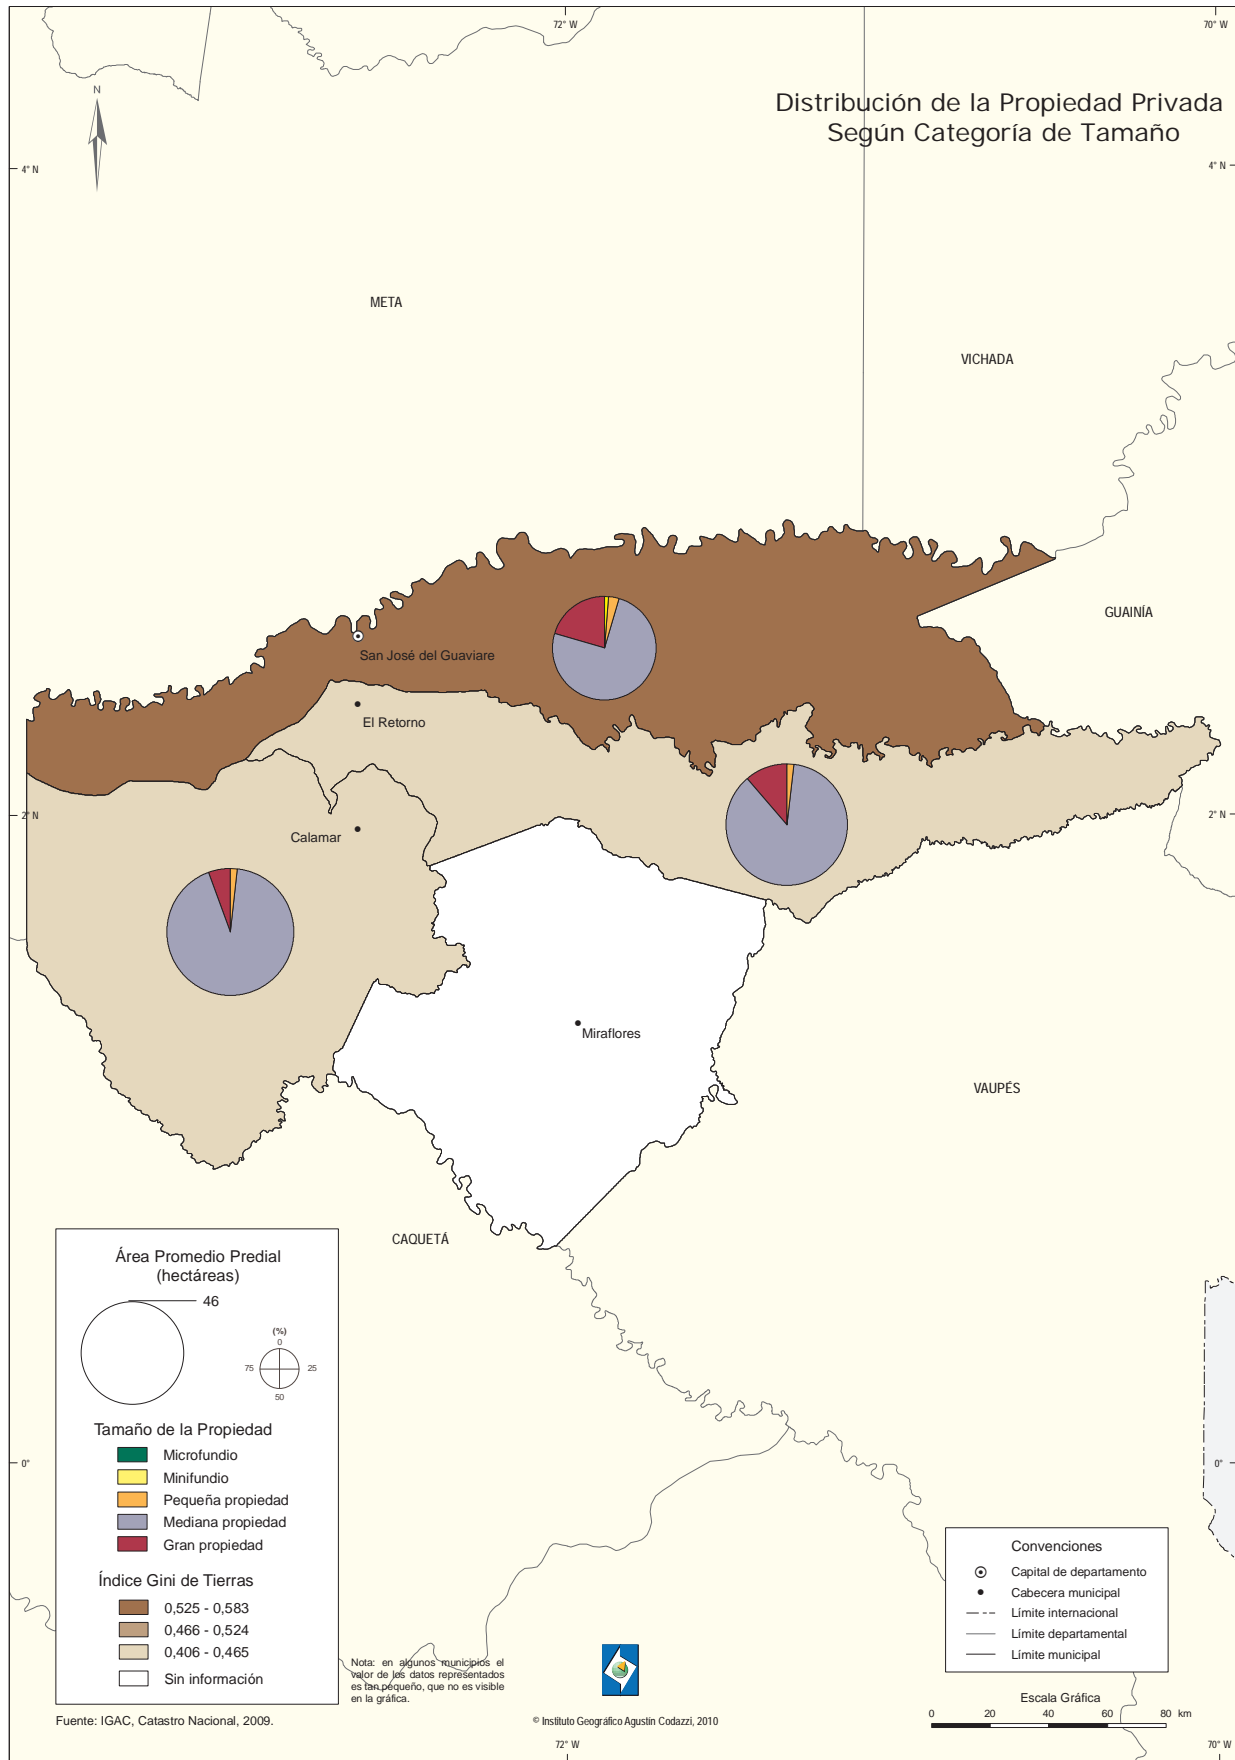 72° W
70° W
N
Distribución de la Propiedad Privada
Según Categoría de Tamaño
4° N
4° N
META
VICHADA
GUAINÍA
San José del Guaviare
El Retorno
2° N
2° N
Calamar
Miraflores
VAUPÉS
CAQUETÁ
Área Promedio Predial
(hectáreas)
46
(%)
0
75
25
50
Tamaño de la Propiedad
Microfundio
Minifundio
Pequeña propiedad
Mediana propiedad
Gran propiedad
Índice Gini de Tierras
0,525 - 0,583
0,466 - 0,524
0,406 - 0,465
Sin información
0°
0°
Nota: en algunos municipios el
valor de los datos representados
es tan pequeño, que no es visible
en la gráfica.
Convenciones
Capital de departamento
Cabecera municipal
Límite internacional
Límite departamental
Límite municipal
Escala Gráfica
0 20 40 60 80 km
Fuente: IGAC, Catastro Nacional, 2009.
© Instituto Geográfico Agustín Codazzi, 2010
72° W
70° W